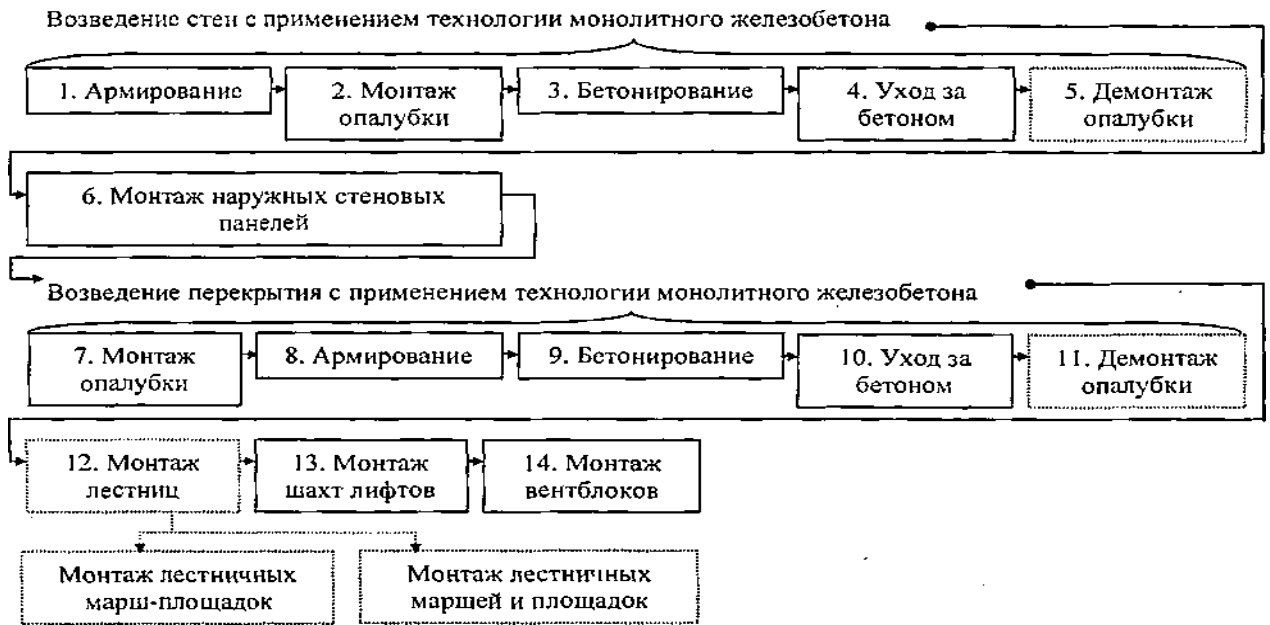 Возведение стен с применением технологии монолитного железобетона
1. Армирование
2. Монтаж
опалубки
3. Бетонирование
4. Уход за
бетоном
5. Демонтаж
опалубки
6. Монтаж наружных стеновых
панелей
Возведение перекрытия с применением технологии монолитного железобетона
7. Монтаж
опалубки
8. Армирование
9. Бетонирование
10. Уход за
бетоном
11. Демонтаж
опалубки
12. Монтаж
лестниц
13. Монтаж
шахт лифтов
14. Монтаж
вентблоков
Монтаж лестничных
марш-площадок
Монтаж лестничных
маршей и площадок